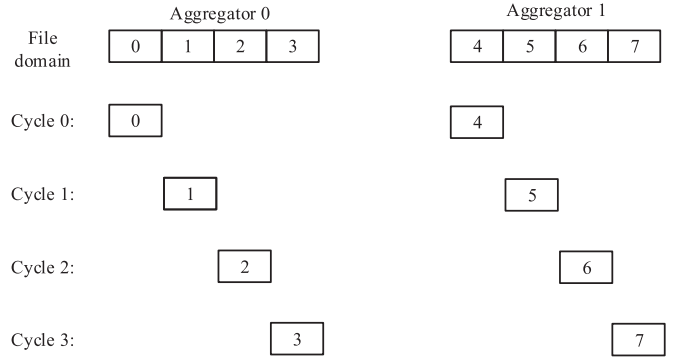 Aggregator 0 Aggregator 1
File domain 0 1 2 3 4 5 6 7
Cycle 0: 0 4
Cycle 1: 1 5
Cycle 2: 2 6
Cycle 3: 3 7